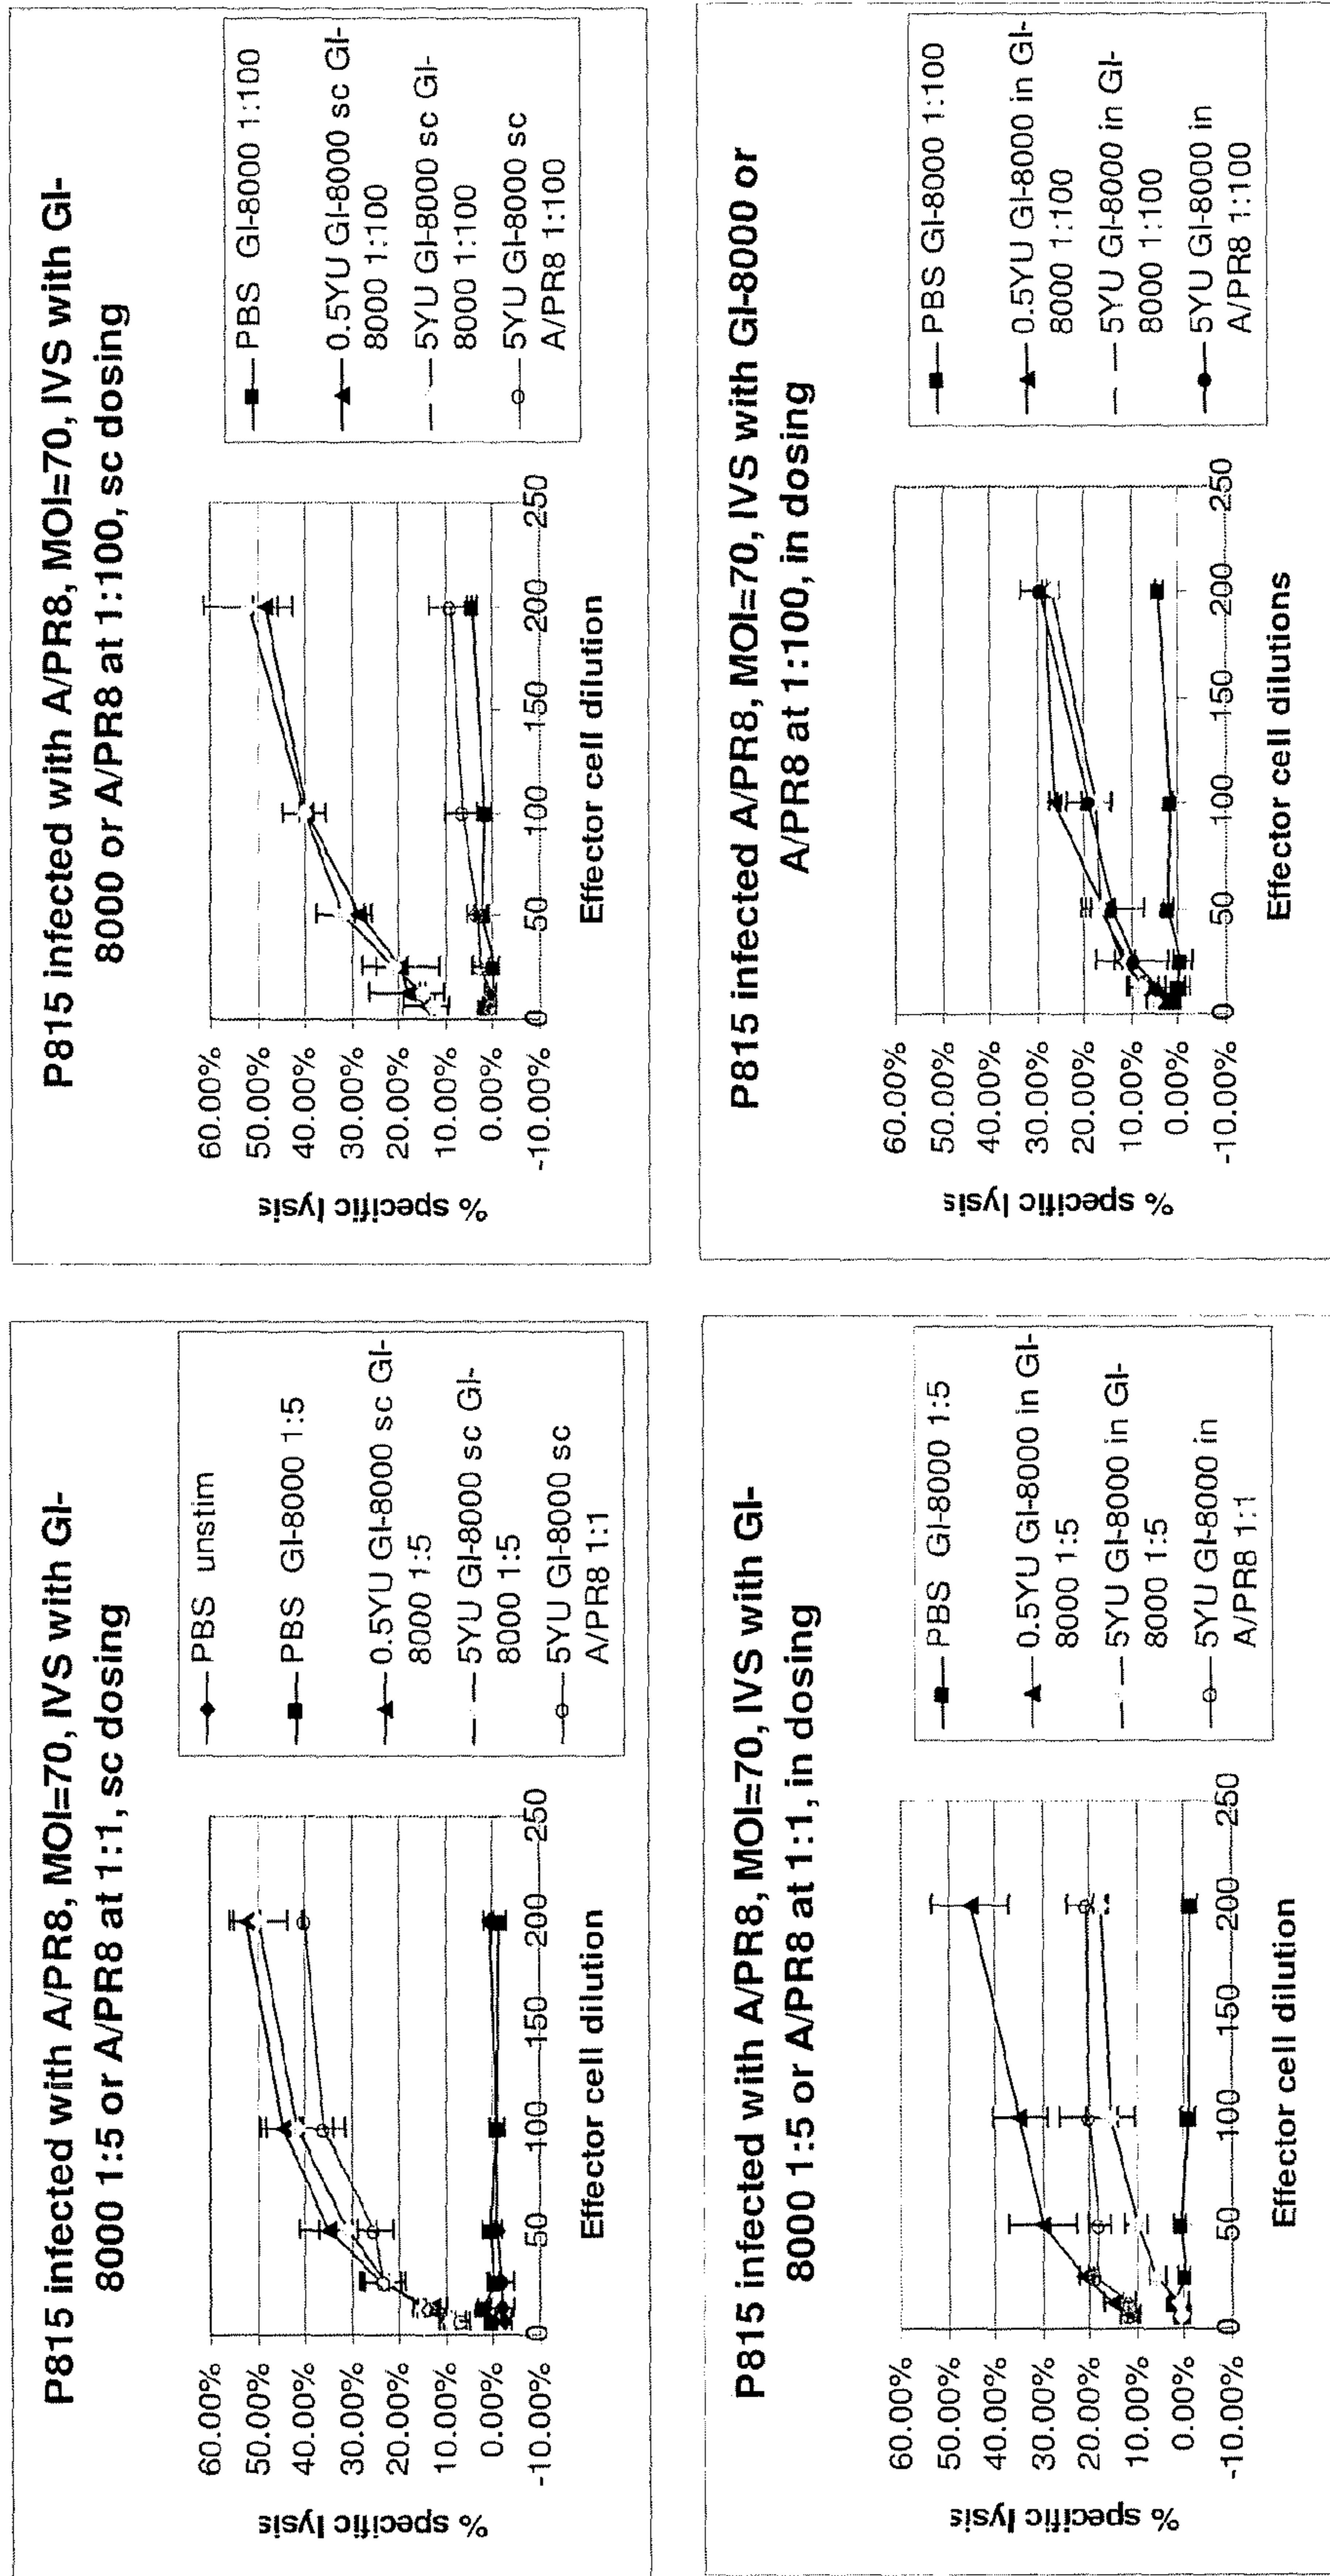 P815 infected with A/PR8, MOI=70, IVS with GI-
8000 1:5 or A/PR8 at 1:1, sc dosing
% specific lysis
60.00%
50.00%
40.00%
30.00%
20.00%
10.00%
0.00%
-10.00%
0 50 100 150 200 250
Effector cell dilution
PBS unstim
PBS GI-8000 1:5
0.5YU GI-8000 sc GI-
8000 1:5
5YU GI-8000 sc GI-
8000 1:5
5YU GI-8000 sc
A/PR8 1:1
P815 infected with A/PR8, MOI=70, IVS with GI-
8000 or A/PR8 at 1:100, sc dosing
% specific lysis
60.00%
50.00%
40.00%
30.00%
20.00%
10.00%
0.00%
-10.00%
0 50 100 150 200 250
Effector cell dilution
PBS GI-8000 1:100
0.5YU GI-8000 sc GI-
8000 1:100
5YU GI-8000 sc GI-
8000 1:100
5YU GI-8000 sc
A/PR8 1:100
P815 infected with A/PR8, MOI=70, IVS with GI-
8000 1:5 or A/PR8 at 1:1, in dosing
% specific lysis
60.00%
50.00%
40.00%
30.00%
20.00%
10.00%
0.00%
-10.00%
0 50 100 150 200 250
Effector cell dilution
PBS GI-8000 1:5
0.5YU GI-8000 in GI-
8000 1:5
5YU GI-8000 in GI-
8000 1:5
5YU GI-8000 in
A/PR8 1:1
P815 infected A/PR8, MOI=70, IVS with GI-8000 or
A/PR8 at 1:100, in dosing
% specific lysis
60.00%
50.00%
40.00%
30.00%
20.00%
10.00%
0.00%
-10.00%
0 50 100 150 200 250
Effector cell dilutions
PBS GI-8000 1:100
0.5YU GI-8000 in GI-
8000 1:100
5YU GI-8000 in GI-
8000 1:100
5YU GI-8000 in
A/PR8 1:100